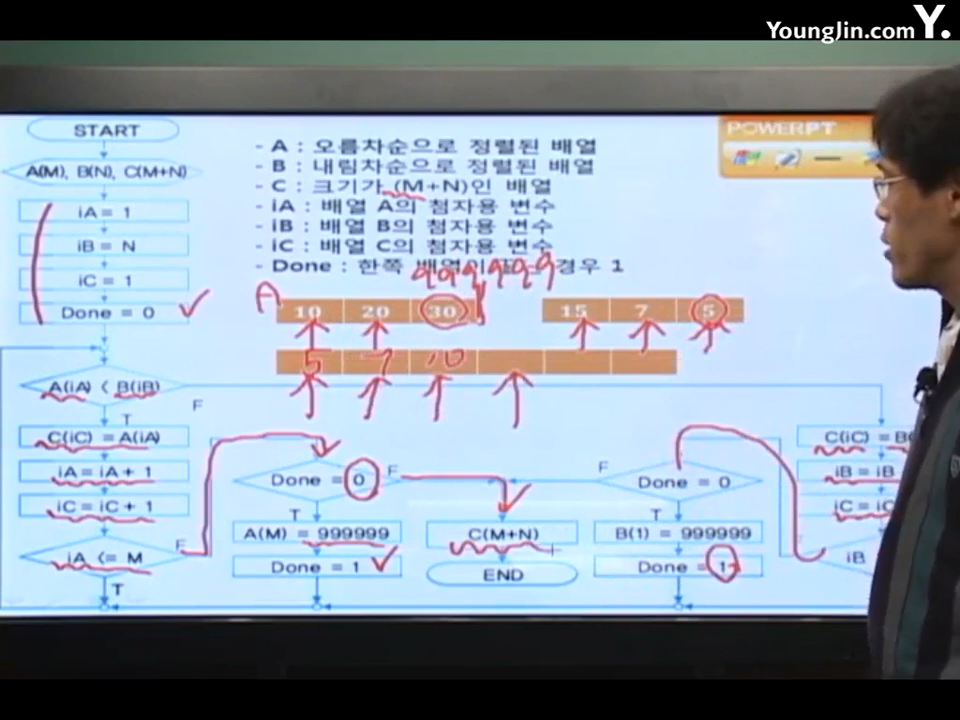 YoungJin.com Y.
POWERPT
START
A(M), B(N), C(M+N)
iA = 1
iB = N
iC = 1
Done = 0
- A : 오름차순으로 정렬된 배열
- B : 내림차순으로 정렬된 배열
- C : 크기가 (M+N)인 배열
- iA : 배열 A의 첨자용 변수
- iB : 배열 B의 첨자용 변수
- iC : 배열 C의 첨자용 변수
- Done : 한쪽 배열이 경우 1
999999
A
10 20 30
15 7 5
5 7 10
A(iA) < B(iB)
F
T
C(iC) = A(iA)
iA = iA + 1
iC = iC + 1
iA <= M
F
T
Done = 0
F
T
A(M) = 999999
Done = 1
C(M+N)
END
Done = 0
F
T
B(1) = 999999
Done = 1
C(iC) = B(
iB = iB
iC = iC
iB